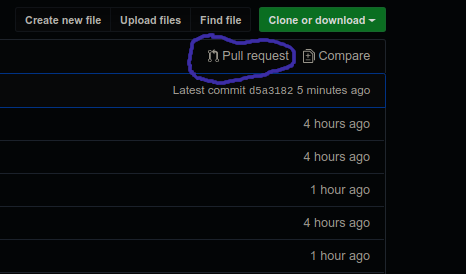 Create new file Upload files Find file Clone or download
Pull request Compare
Latest commit d5a3182 5 minutes ago
4 hours ago
4 hours ago
1 hour ago
4 hours ago
1 hour ago